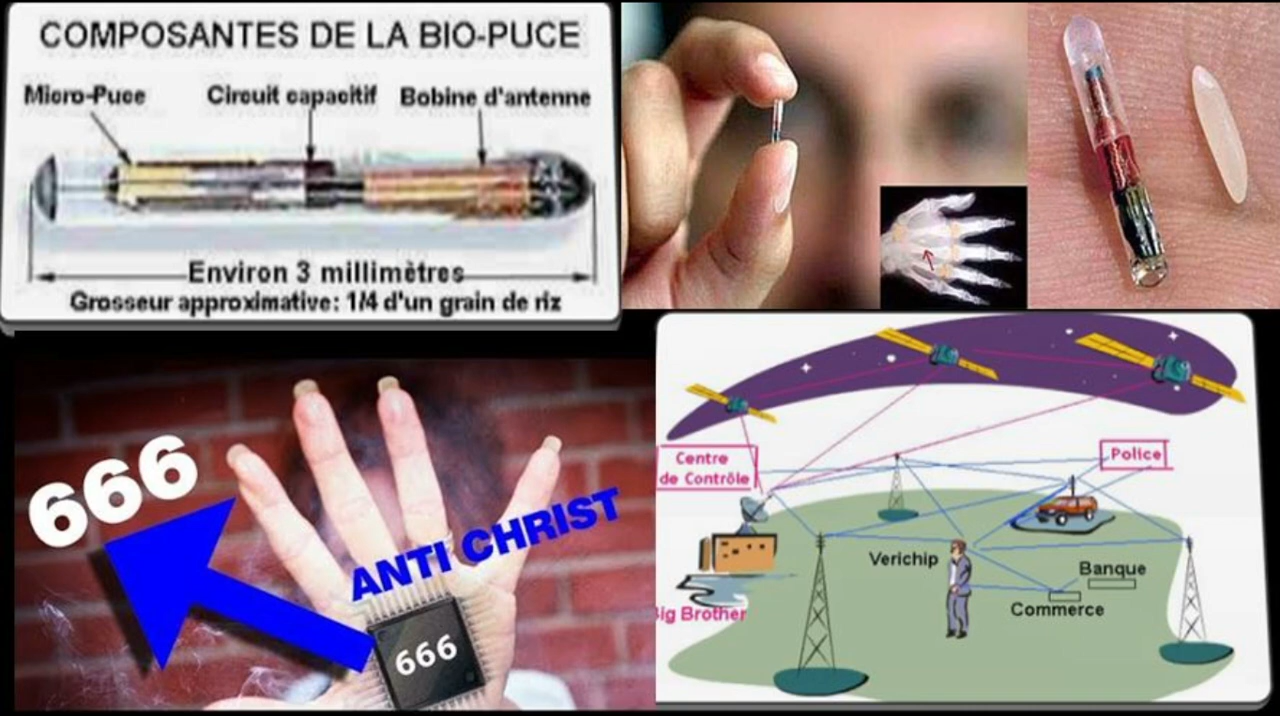 COMPOSANTES DE LA BIO-PUCE
Micro-Puce Circuit capacitif Bobine d'antenne
Environ 3 millimètres
Grosseur approximative: 1/4 d'un grain de riz
666
ANTI CHRIST
666
Centre
de Contrôle
Police
Verichip
Banque
Commerce
Big Brother